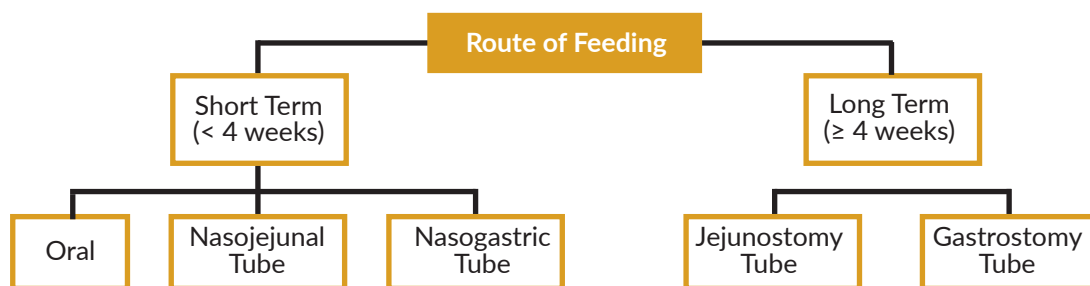 Route of Feeding
Short Term
(< 4 weeks)
Long Term
(≥ 4 weeks)
Oral
Nasojejunal
Tube
Nasogastric
Tube
Jejunostomy
Tube
Gastrostomy
Tube